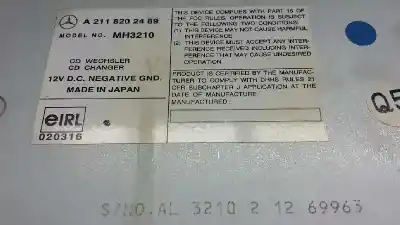 A 211 820 24 89
MODEL NO. MH3210
CD WECHSLER
CD CHANGER
12V D.C. NEGATIVE GND.
MADE IN JAPAN
eIRL
020316
THIS DEVICE COMPLIES WITH PART 15 OF
THE FCC RULES OPERATION IS SUBJECT
TO THE FOLLOWING TWO CONDITIONS:
(1) THIS DEVICE MAY NOT CAUSE HARMFUL
INTERFERENCE.
(2) THIS DEVICE MUST ACCEPT ANY INTER-
FERENCE RECEIVED INCLUDING INTER-
FERENCE THAT MAY CAUSE UNDESIRED
OPERATION.
PRODUCT IS CERTIFIED BY THE MANUFAC-
TURER TO COMPLY WITH DHHS RULES 21
CFR SUBCHAPTER J APPLICATION AT THE
DATE OF MANUFACTURE.
MANUFACTURED:
Q5
S/NO.AL 3210 2 12 69963